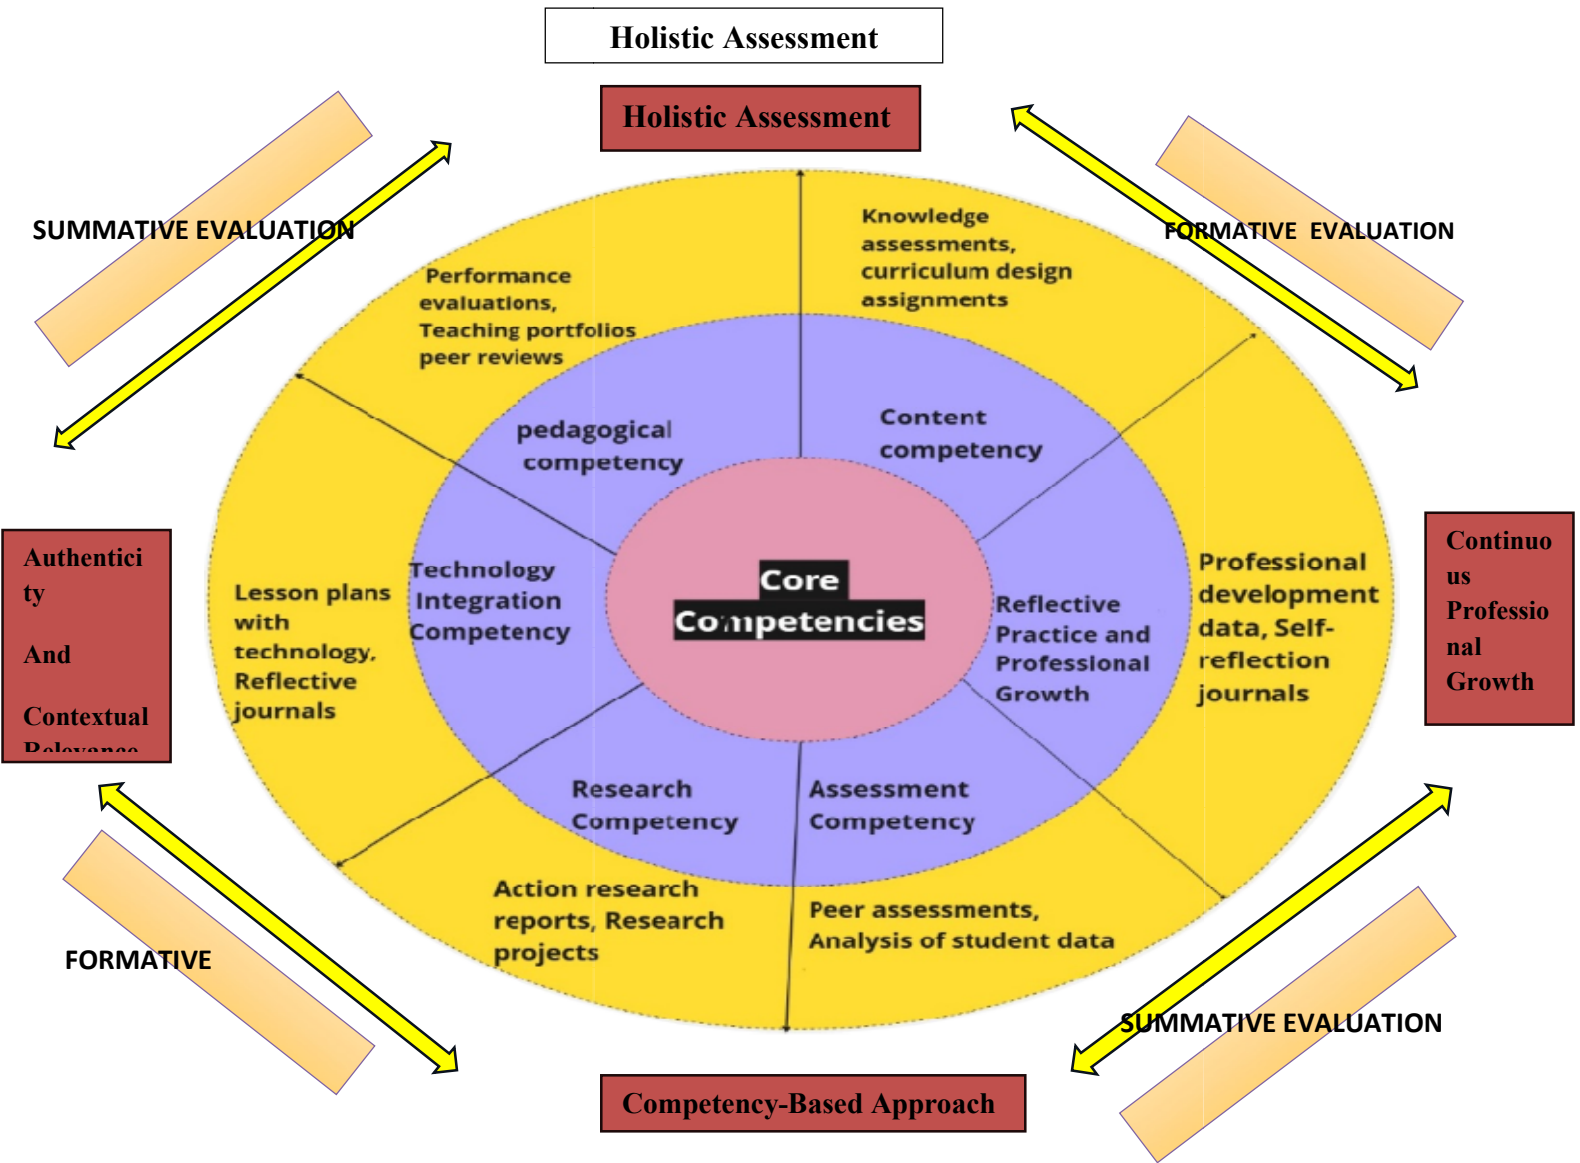 Holistic Assessment
Holistic Assessment
SUMMATIVE EVALUATION
FORMATIVE EVALUATION
Knowledge
assessments,
curriculum design
assignments
Performance
evaluations,
Teaching portfolios
peer reviews
pedagogical
competency
Content
competency
Authentici
ty
And
Contextual
Relevance
Lesson plans
with
technology,
Reflective
journals
Technology
Integration
Competency
Core
Competencies
Reflective
Practice and
Professional
Growth
Professional
development
data, Self-
reflection
journals
Continuo
us
Professio
nal
Growth
Research
Competency
Assessment
Competency
Action research
reports, Research
projects
Peer assessments,
Analysis of student data
FORMATIVE
SUMMATIVE EVALUATION
Competency-Based Approach